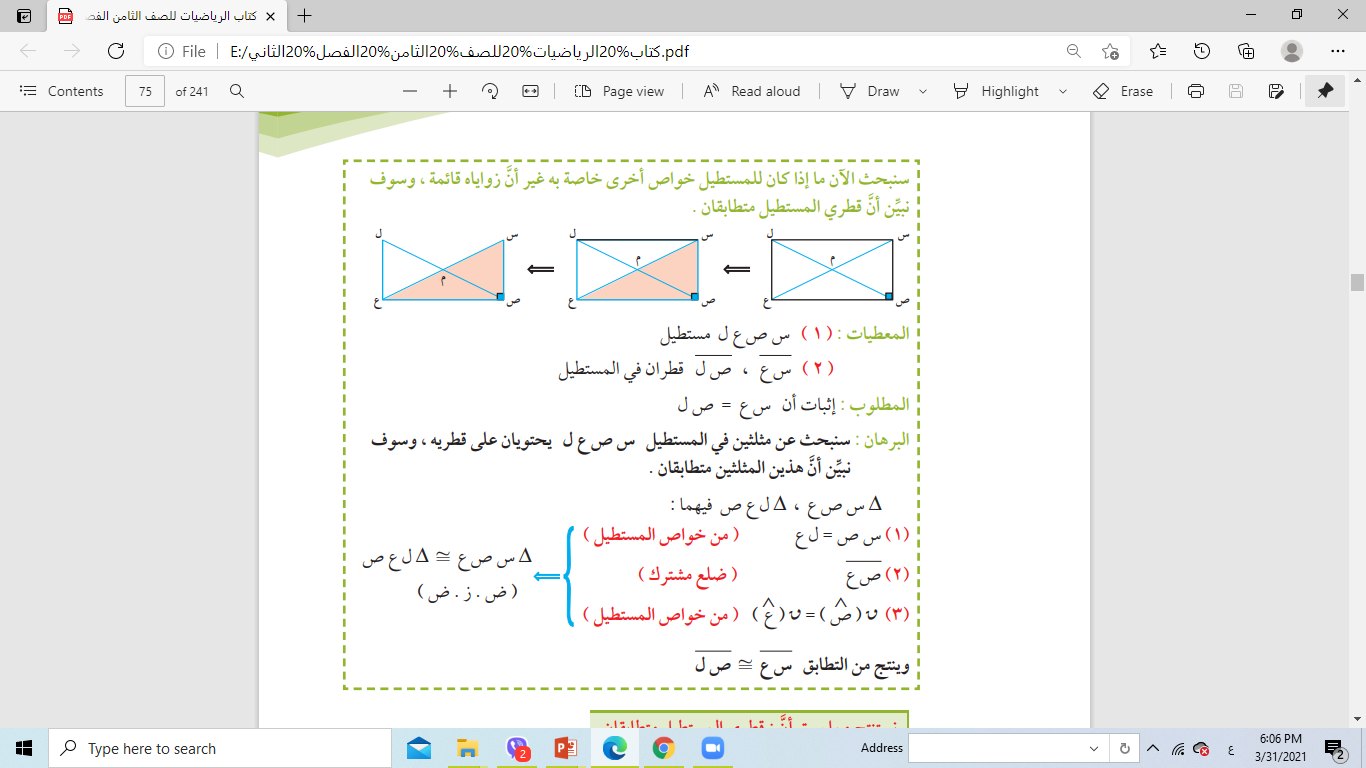 كتاب الرياضيات للصف الثامن الفص
File
E:/كتاب%20الرياضيات%20للصف%20الثامن%20الفصل%20الثاني.pdf
Contents
75
of 241
Page view
Read aloud
Draw
Highlight
Erase
سنبحث الآن ما إذا كان للمستطيل خواص أخرى خاصة به غير أنَّ زواياه قائمة ، وسوف
نبيِّن أنَّ قطري المستطيل متطابقان .
س ل س ل س ل
م م م
ص ع ص ع ص ع
المعطيات : (١) س ص ع ل مستطيل
(٢) س ع ، ص ل قطران في المستطيل
المطلوب : إثبات أن س ع = ص ل
البرهان : سنبحث عن مثلثين في المستطيل س ص ع ل يحتويان على قطريه ، وسوف
نبيِّن أنَّ هذين المثلثين متطابقان .
Δ س ص ع ، Δ ل ع ص فيهما :
(١) س ص = ل ع (من خواص المستطيل)
(٢) ص ع (ضلع مشترك)
(٣) ن(ص) = ن(ع) (من خواص المستطيل)
Δ س ص ع ≅ Δ ل ع ص
(ض . ز . ض)
وينتج من التطابق س ع ≅ ص ل
Type here to search
2
Address
ع
6:06 PM
3/31/2021
2